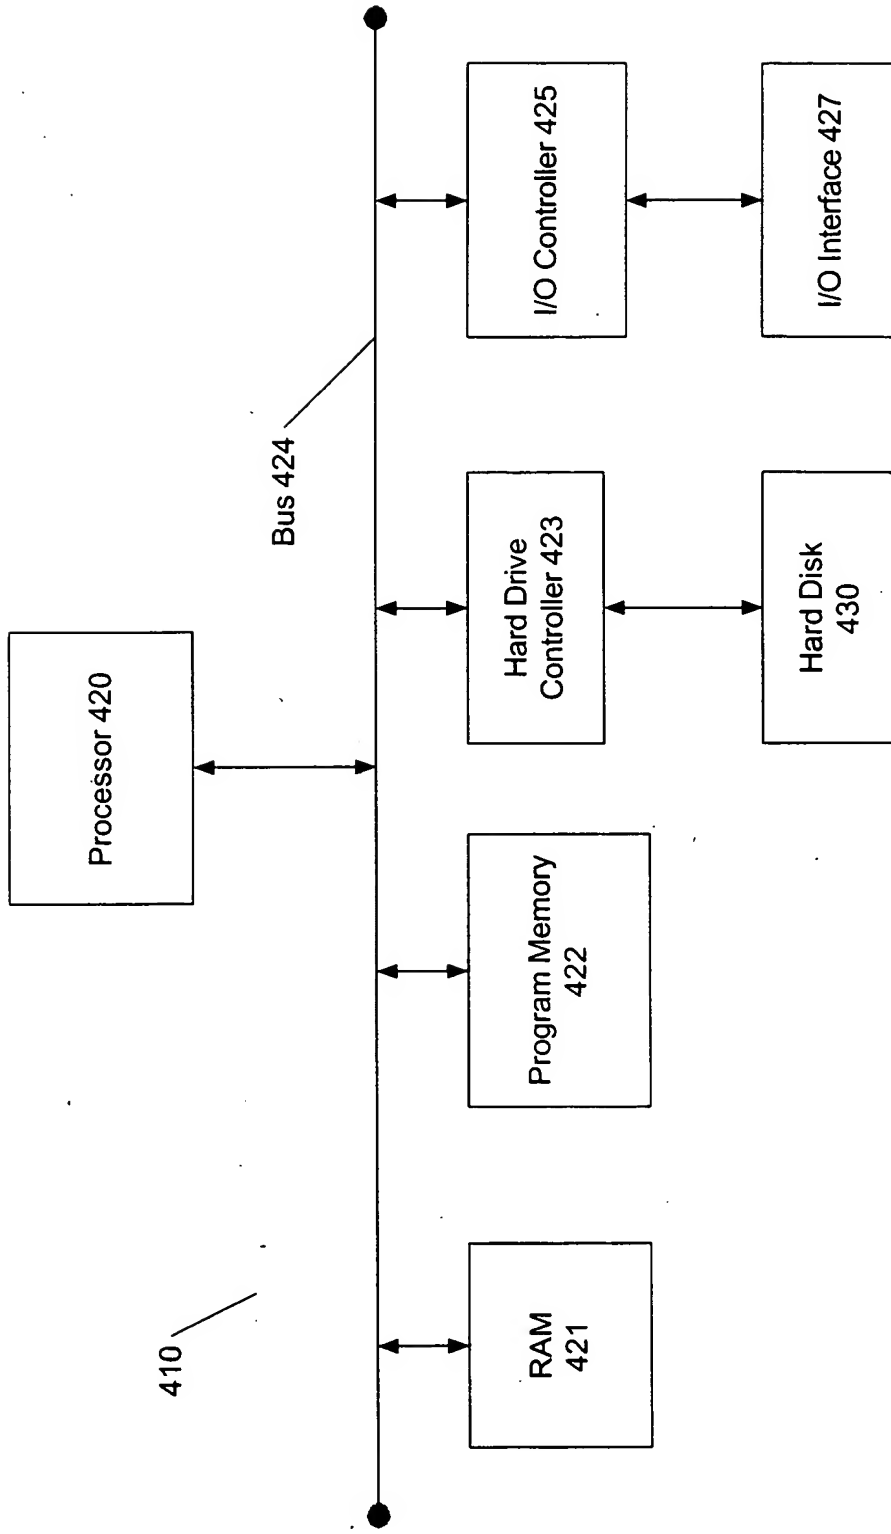 410
Processor 420
Bus 424
RAM
421
Program Memory
422
Hard Drive
Controller 423
I/O Controller 425
Hard Disk
430
I/O Interface 427